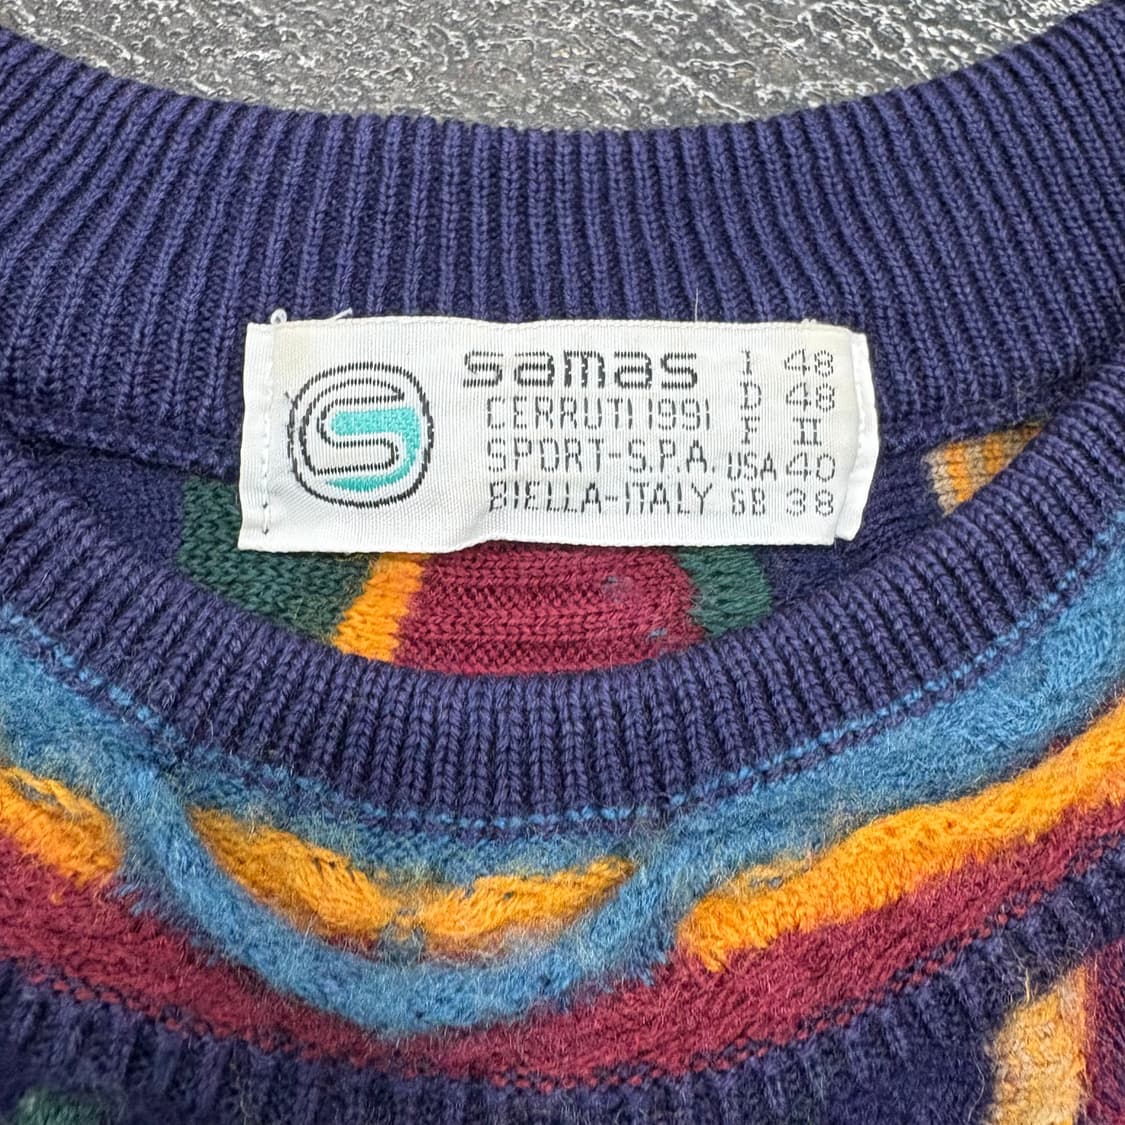 samas I 48
CERRUTI 1991 D 48
F II
SPORT-S.P.A. USA 40
BIELLA-ITALY GB 38